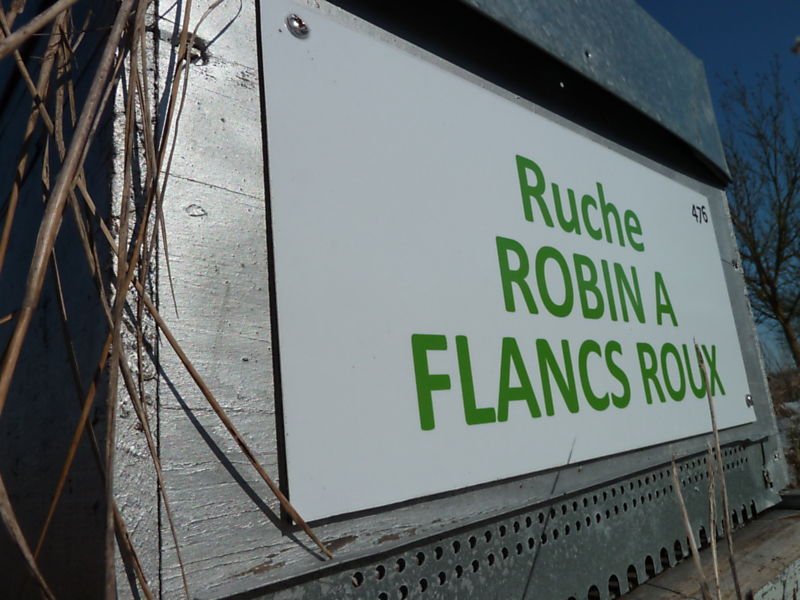 Ruche
476
ROBIN A
FLANCS ROUX